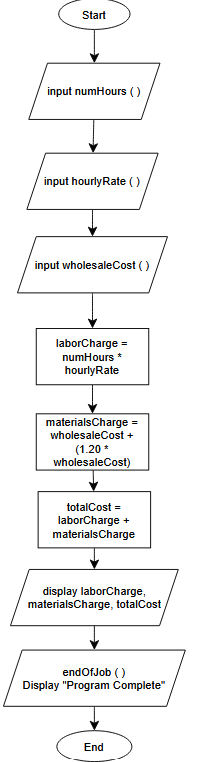 Start
input numHours ( )
input hourlyRate ( )
input wholesaleCost ( )
laborCharge =
numHours *
hourlyRate
materialsCharge =
wholesaleCost +
(1.20 *
wholesaleCost)
totalCost =
laborCharge +
materialsCharge
display laborCharge,
materialsCharge, totalCost
endOfJob ( )
Display "Program Complete"
End